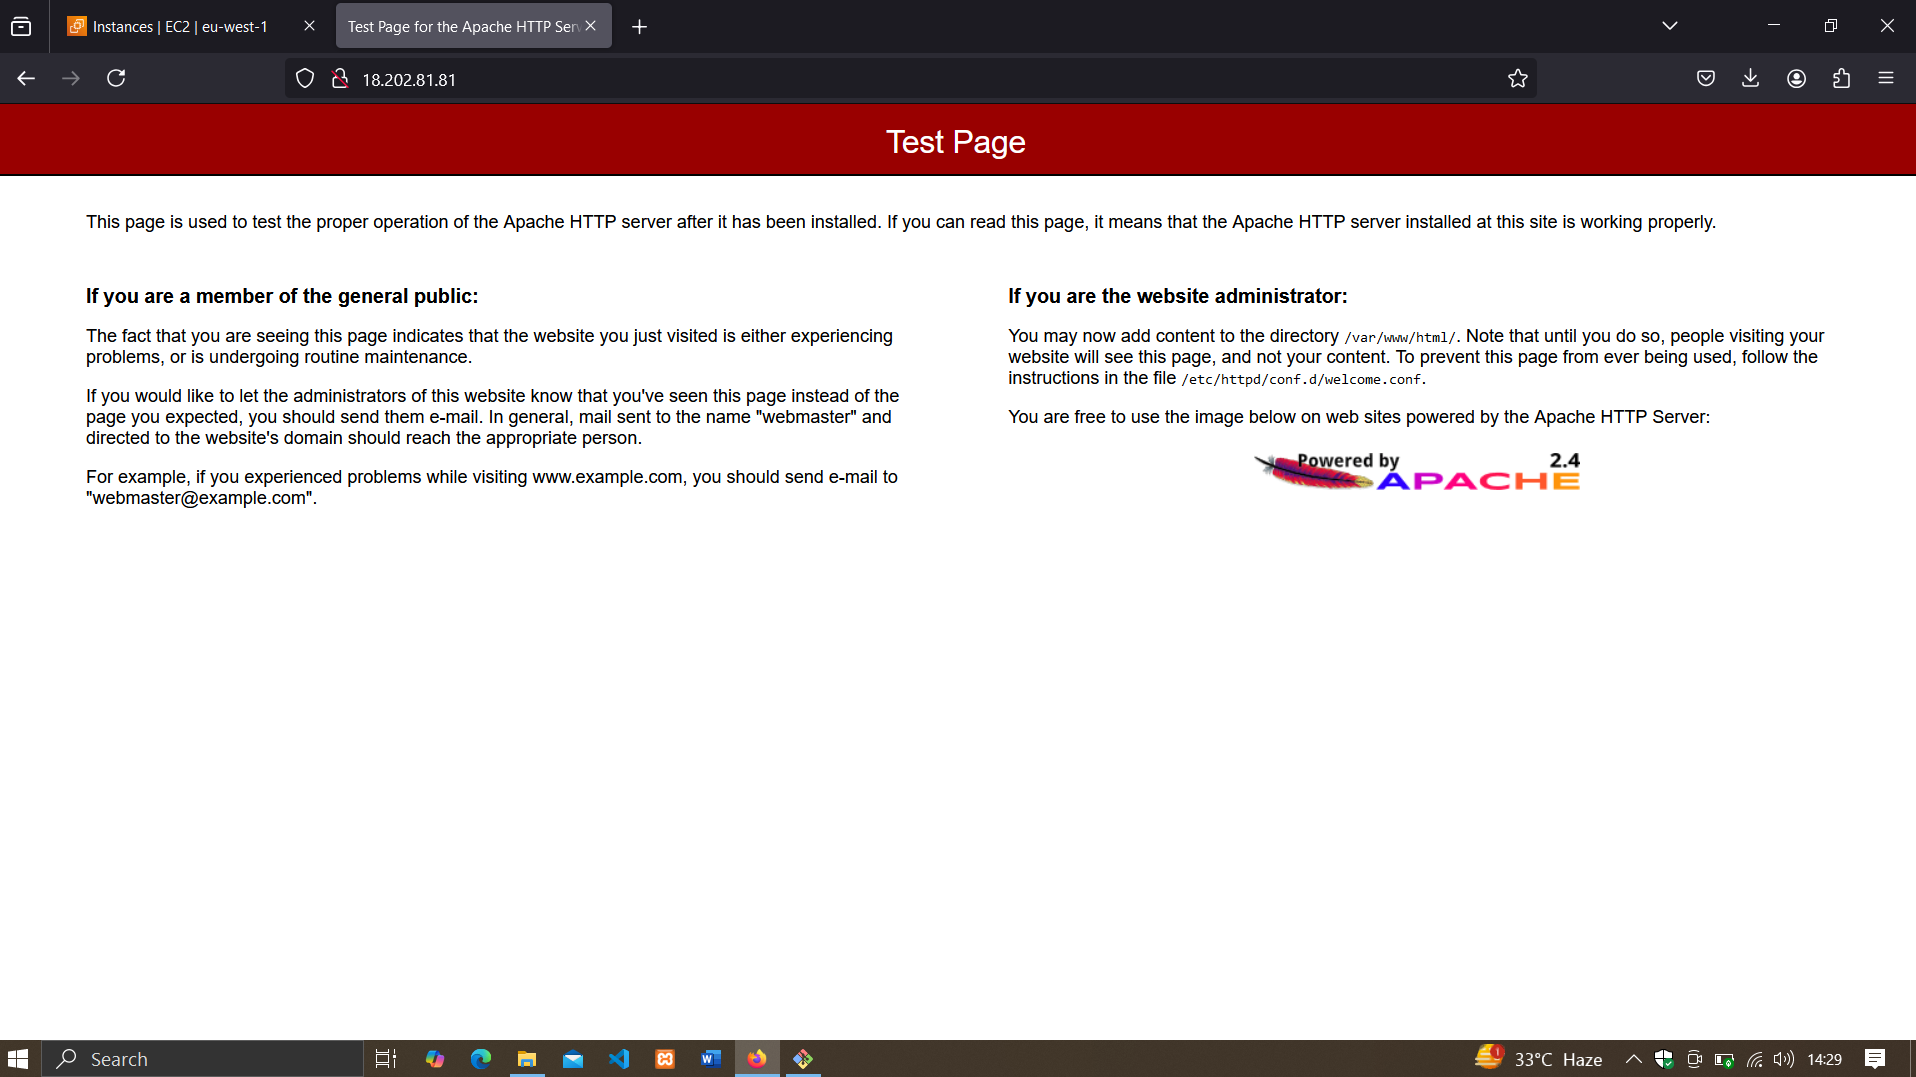 Instances | EC2 | eu-west-1
Test Page for the Apache HTTP Serv
18.202.81.81
Test Page
This page is used to test the proper operation of the Apache HTTP server after it has been installed. If you can read this page, it means that the Apache HTTP server installed at this site is working properly.
If you are a member of the general public:
The fact that you are seeing this page indicates that the website you just visited is either experiencing
problems, or is undergoing routine maintenance.
If you would like to let the administrators of this website know that you've seen this page instead of the
page you expected, you should send them e-mail. In general, mail sent to the name "webmaster" and
directed to the website's domain should reach the appropriate person.
For example, if you experienced problems while visiting www.example.com, you should send e-mail to
"webmaster@example.com".
If you are the website administrator:
You may now add content to the directory /var/www/html/. Note that until you do so, people visiting your
website will see this page, and not your content. To prevent this page from ever being used, follow the
instructions in the file /etc/httpd/conf.d/welcome.conf.
You are free to use the image below on web sites powered by the Apache HTTP Server:
Powered by 2.4
APACHE
Search
1
33°C Haze
14:29